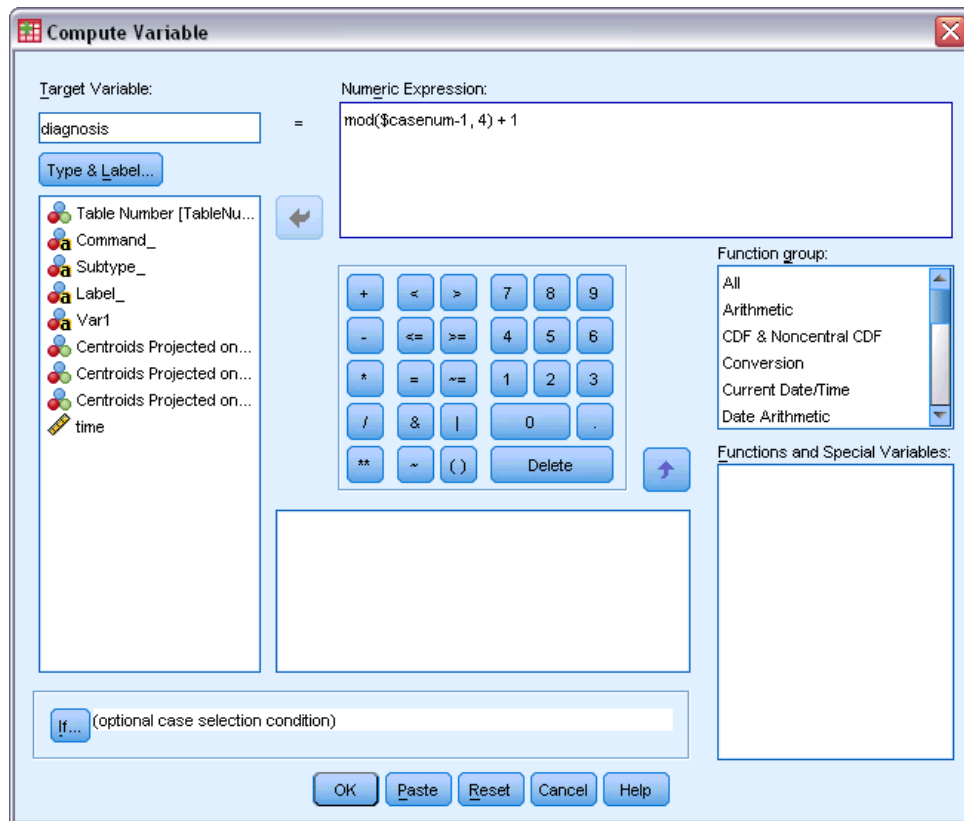 Compute Variable
Target Variable:
diagnosis
=
Numeric Expression:
mod($casenum-1, 4) + 1
Type & Label...
Table Number [TableNu...
Command_
Subtype_
Label_
Var1
Centroids Projected on...
Centroids Projected on...
Centroids Projected on...
time
+ < > 7 8 9
- <= >= 4 5 6
* = ~= 1 2 3
/ & | 0 .
** ~ ( ) Delete
Function group:
All
Arithmetic
CDF & Noncentral CDF
Conversion
Current Date/Time
Date Arithmetic
Functions and Special Variables:
If... (optional case selection condition)
OK Paste Reset Cancel Help